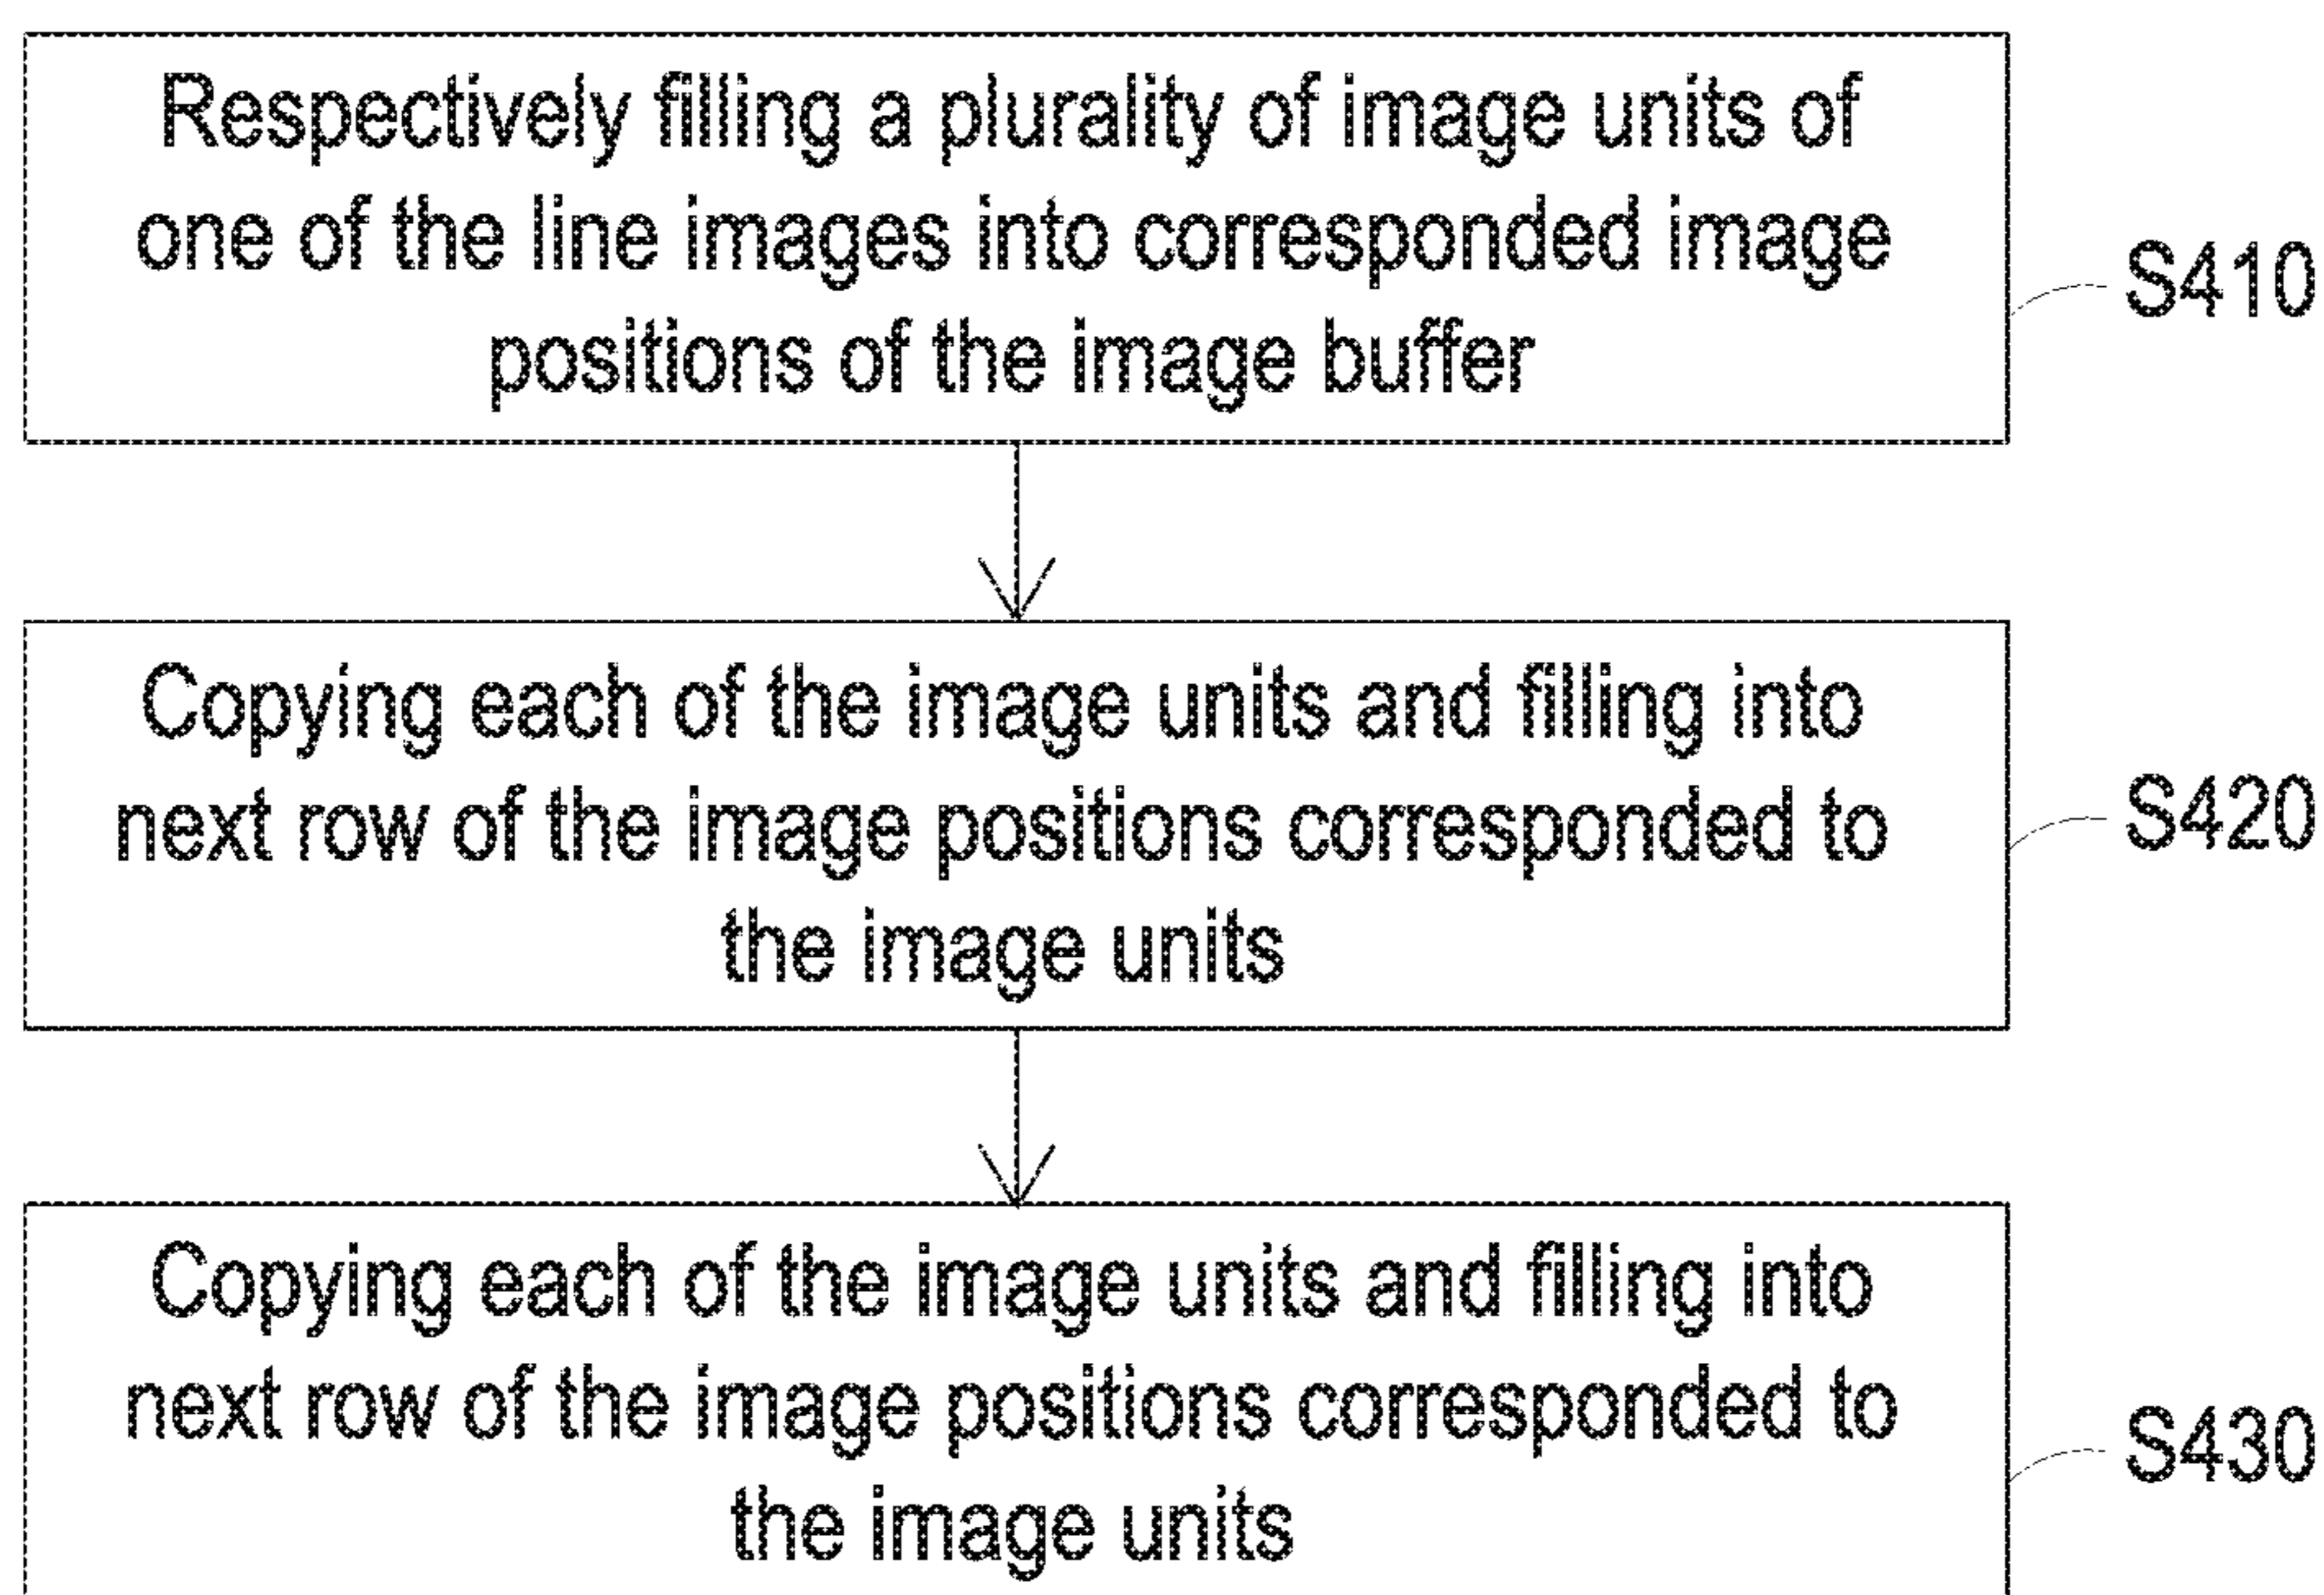 Respectively filling a plurality of image units of
one of the line images into corresponded image
positions of the image buffer
S410
Copying each of the image units and filling into
next row of the image positions corresponded to
the image units
S420
Copying each of the image units and filling into
next row of the image positions corresponded to
the image units
S430